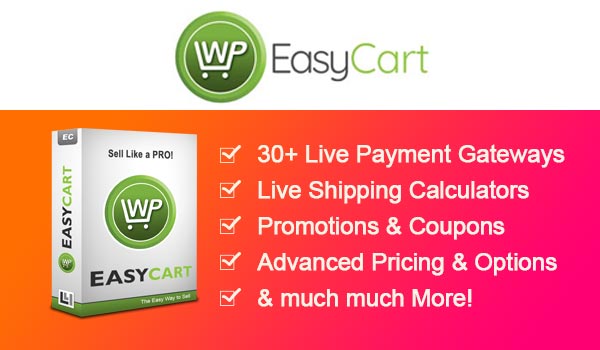 WP EasyCart
EC
Sell Like a PRO!
WP
EASYCART
WP EASYCART
The Easy Way to Sell
30+ Live Payment Gateways
Live Shipping Calculators
Promotions & Coupons
Advanced Pricing & Options
& much much More!